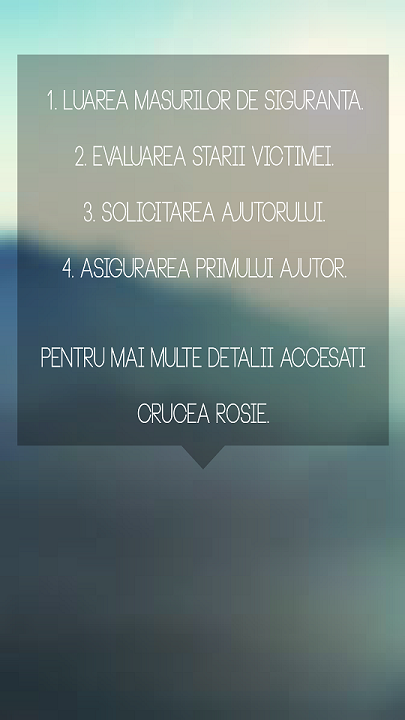 1. LUAREA MASURILOR DE SIGURANTA.
2. EVALUAREA STARII VICTIMEI.
3. SOLICITAREA AJUTORULUI.
4. ASIGURAREA PRIMULUI AJUTOR.
PENTRU MAI MULTE DETALII ACCESATI
CRUCEA ROSIE.